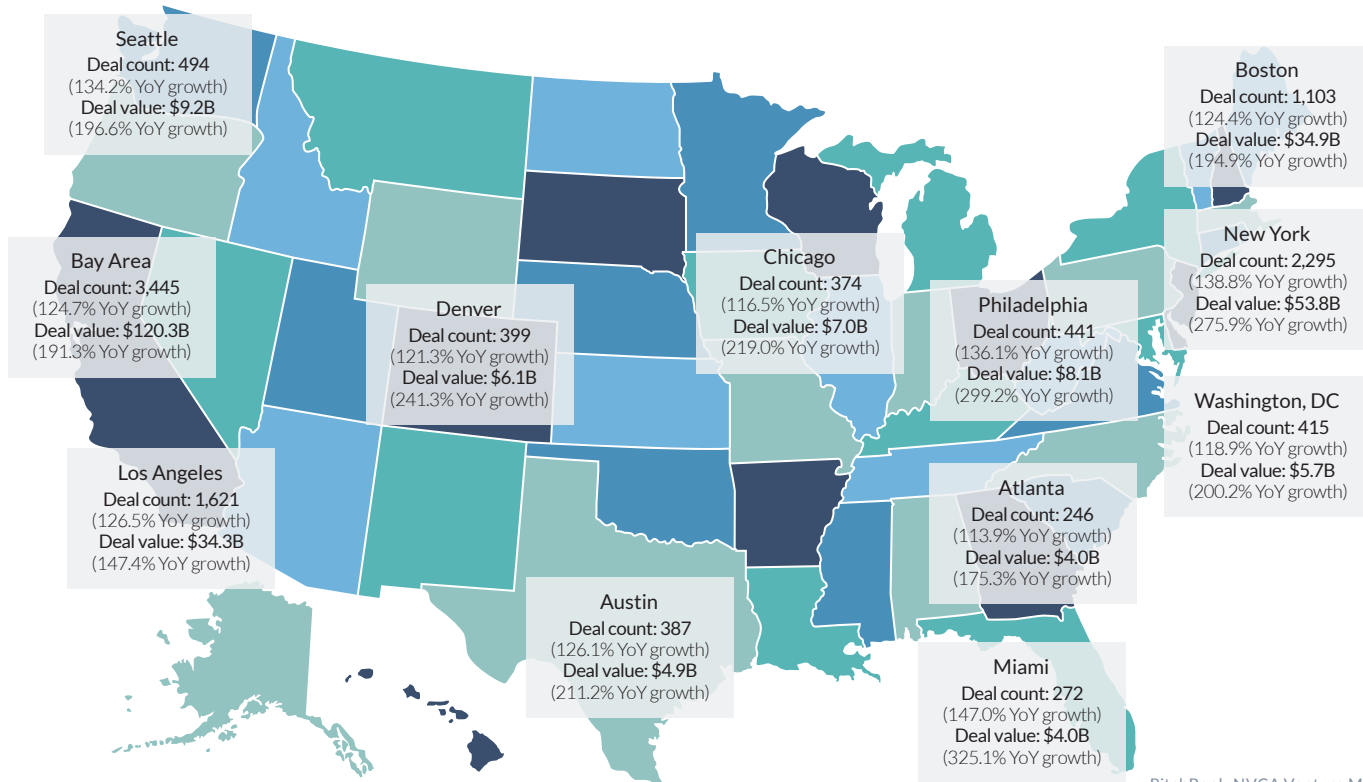 Seattle
Deal count: 494
(134.2% YoY growth)
Deal value: $9.2B
(196.6% YoY growth)
Boston
Deal count: 1,103
(124.4% YoY growth)
Deal value: $34.9B
(194.9% YoY growth)
Bay Area
Deal count: 3,445
(124.7% YoY growth)
Deal value: $120.3B
(191.3% YoY growth)
Denver
Deal count: 399
(121.3% YoY growth)
Deal value: $6.1B
(241.3% YoY growth)
Chicago
Deal count: 374
(116.5% YoY growth)
Deal value: $7.0B
(219.0% YoY growth)
Philadelphia
Deal count: 441
(136.1% YoY growth)
Deal value: $8.1B
(299.2% YoY growth)
New York
Deal count: 2,295
(138.8% YoY growth)
Deal value: $53.8B
(275.9% YoY growth)
Washington, DC
Deal count: 415
(118.9% YoY growth)
Deal value: $5.7B
(200.2% YoY growth)
Los Angeles
Deal count: 1,621
(126.5% YoY growth)
Deal value: $34.3B
(147.4% YoY growth)
Atlanta
Deal count: 246
(113.9% YoY growth)
Deal value: $4.0B
(175.3% YoY growth)
Austin
Deal count: 387
(126.1% YoY growth)
Deal value: $4.9B
(211.2% YoY growth)
Miami
Deal count: 272
(147.0% YoY growth)
Deal value: $4.0B
(325.1% YoY growth)